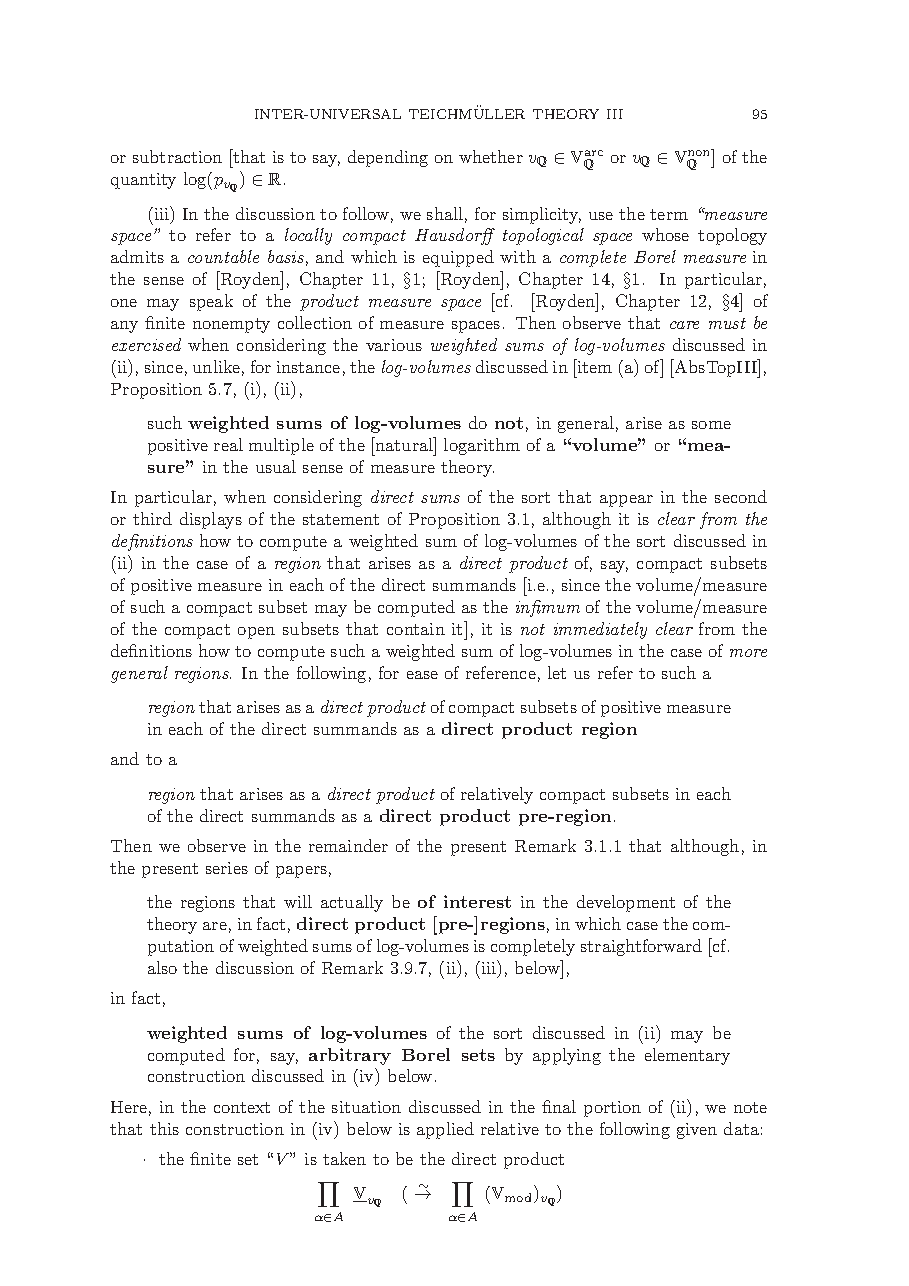 INTER-UNIVERSAL TEICHMÜLLER THEORY III 95
or subtraction [that is to say, depending on whether v_ℚ ∈ 𝕍_ℚ^arc or v_ℚ ∈ 𝕍_ℚ^non] of the
quantity log(p_{v_ℚ}) ∈ ℝ.
(iii) In the discussion to follow, we shall, for simplicity, use the term “measure
space” to refer to a locally compact Hausdorff topological space whose topology
admits a countable basis, and which is equipped with a complete Borel measure in
the sense of [Royden], Chapter 11, §1; [Royden], Chapter 14, §1. In particular,
one may speak of the product measure space [cf. [Royden], Chapter 12, §4] of
any finite nonempty collection of measure spaces. Then observe that care must be
exercised when considering the various weighted sums of log-volumes discussed in
(ii), since, unlike, for instance, the log-volumes discussed in [item (a) of] [AbsTopIII],
Proposition 5.7, (i), (ii),
such weighted sums of log-volumes do not, in general, arise as some
positive real multiple of the [natural] logarithm of a “volume” or “mea-
sure” in the usual sense of measure theory.
In particular, when considering direct sums of the sort that appear in the second
or third displays of the statement of Proposition 3.1, although it is clear from the
definitions how to compute a weighted sum of log-volumes of the sort discussed in
(ii) in the case of a region that arises as a direct product of, say, compact subsets
of positive measure in each of the direct summands [i.e., since the volume/measure
of such a compact subset may be computed as the infimum of the volume/measure
of the compact open subsets that contain it], it is not immediately clear from the
definitions how to compute such a weighted sum of log-volumes in the case of more
general regions. In the following, for ease of reference, let us refer to such a
region that arises as a direct product of compact subsets of positive measure
in each of the direct summands as a direct product region
and to a
region that arises as a direct product of relatively compact subsets in each
of the direct summands as a direct product pre-region.
Then we observe in the remainder of the present Remark 3.1.1 that although, in
the present series of papers,
the regions that will actually be of interest in the development of the
theory are, in fact, direct product [pre-]regions, in which case the com-
putation of weighted sums of log-volumes is completely straightforward [cf.
also the discussion of Remark 3.9.7, (ii), (iii), below],
in fact,
weighted sums of log-volumes of the sort discussed in (ii) may be
computed for, say, arbitrary Borel sets by applying the elementary
construction discussed in (iv) below.
Here, in the context of the situation discussed in the final portion of (ii), we note
that this construction in (iv) below is applied relative to the following given data:
· the finite set “V” is taken to be the direct product
∏_{α∈A} 𝕍̲_{v_ℚ} ( ⥲ ∏_{α∈A} (𝕍_mod)_{v_ℚ})